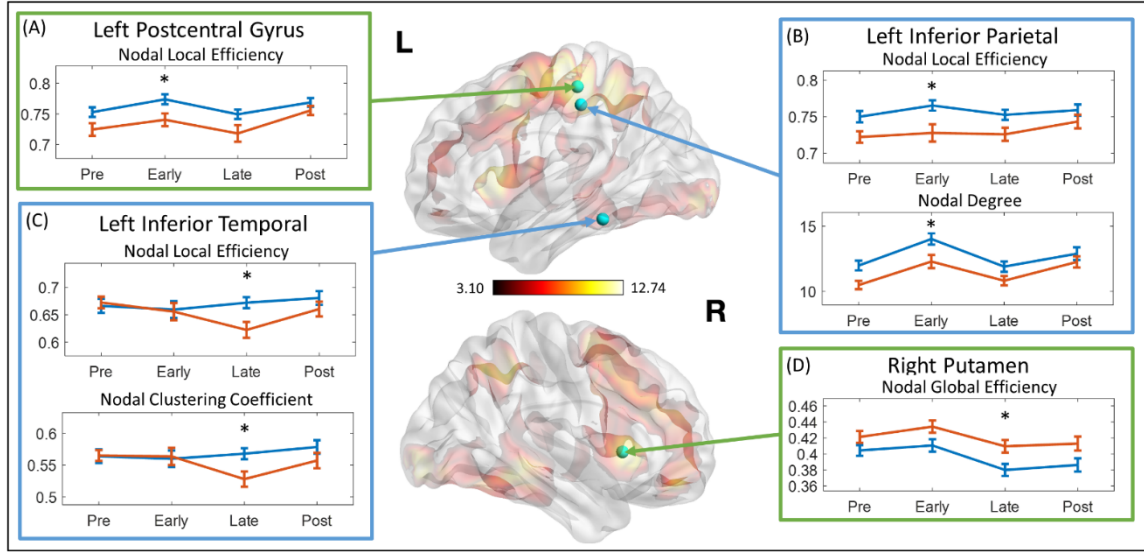 (A)
Left Postcentral Gyrus
Nodal Local Efficiency
*
0.8
0.75
0.7
Pre Early Late Post
L
(B)
Left Inferior Parietal
Nodal Local Efficiency
*
0.8
0.75
0.7
Pre Early Late Post
Nodal Degree
*
15
10
Pre Early Late Post
(C)
Left Inferior Temporal
Nodal Local Efficiency
*
0.7
0.65
0.6
Pre Early Late Post
Nodal Clustering Coefficient
*
0.6
0.55
0.5
Pre Early Late Post
3.10 12.74
R
(D)
Right Putamen
Nodal Global Efficiency
*
0.46
0.42
0.38
0.36
Pre Early Late Post